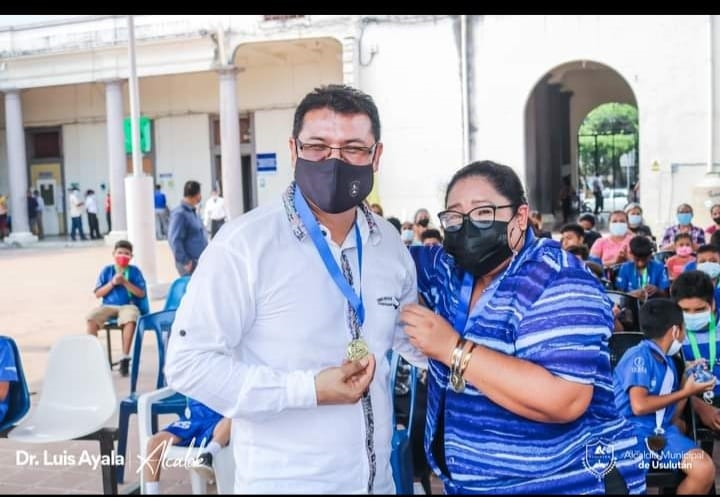 Dr. Luis Ayala
Alcalde
Alcaldía Municipal
de Usulután